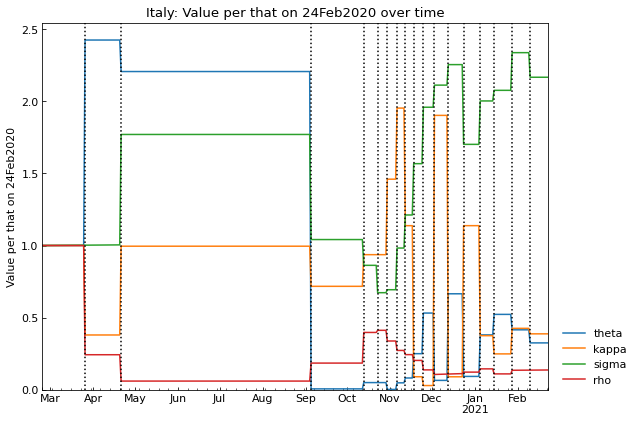 Italy: Value per that on 24Feb2020 over time
Value per that on 24Feb2020
2.5
2.0
1.5
1.0
0.5
0.0
Mar Apr May Jun Jul Aug Sep Oct Nov Dec Jan Feb
2021
theta
kappa
sigma
rho